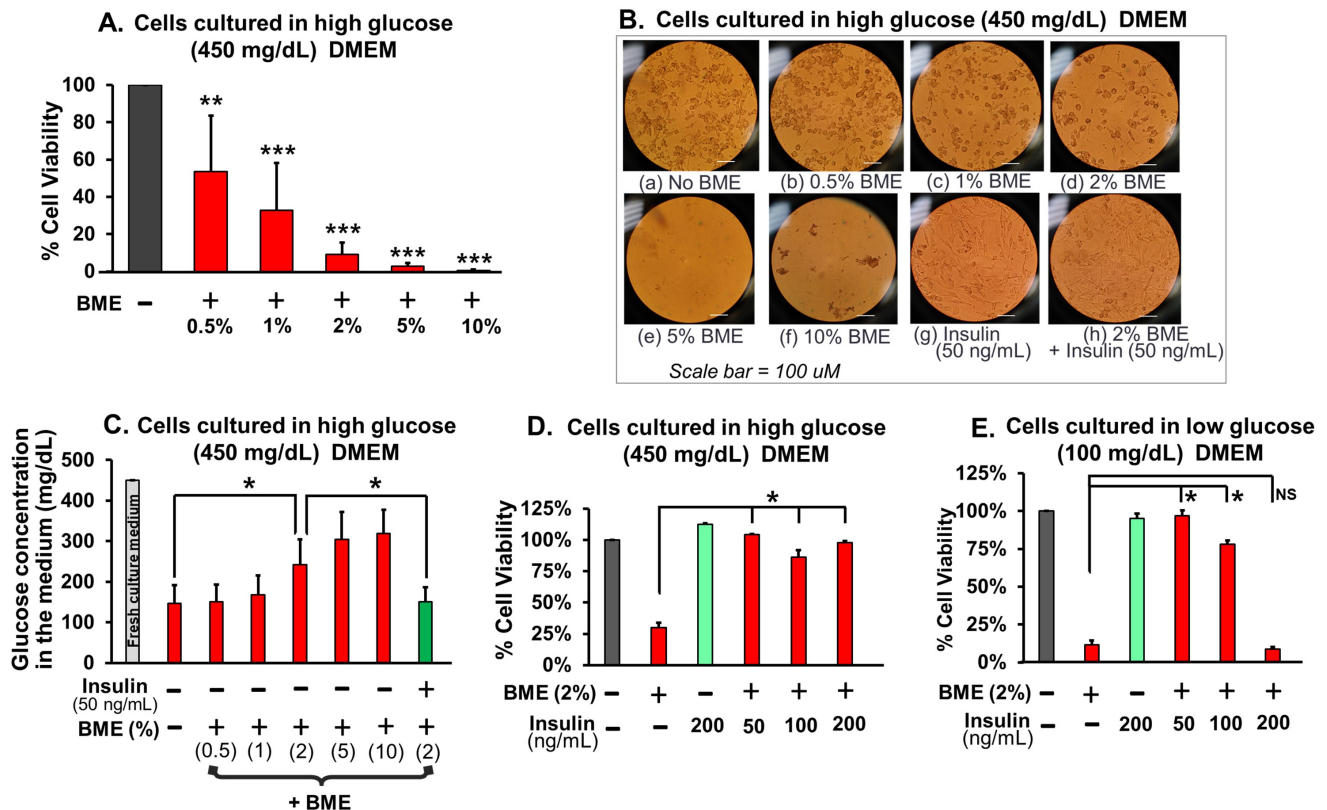 A. Cells cultured in high glucose
(450 mg/dL) DMEM
% Cell Viability
100
80
60
40
20
0
** *** *** *** ***
BME − + + + + +
0.5% 1% 2% 5% 10%
B. Cells cultured in high glucose (450 mg/dL) DMEM
(a) No BME (b) 0.5% BME (c) 1% BME (d) 2% BME
(e) 5% BME (f) 10% BME (g) Insulin (h) 2% BME
(50 ng/mL) + Insulin (50 ng/mL)
Scale bar = 100 uM
C. Cells cultured in high glucose
(450 mg/dL) DMEM
Glucose concentration
in the medium (mg/dL)
500
400
300
200
100
0
Fresh culture medium
* *
Insulin − − − − − − +
(50 ng/mL)
BME (%) − + + + + + +
(0.5) (1) (2) (5) (10) (2)
+ BME
D. Cells cultured in high glucose
(450 mg/dL) DMEM
% Cell Viability
125%
100%
75%
50%
25%
0%
*
BME (2%) − + − + + +
Insulin − − 200 50 100 200
(ng/mL)
E. Cells cultured in low glucose
(100 mg/dL) DMEM
% Cell Viability
125%
100%
75%
50%
25%
0%
* * NS
BME (2%) − + − + + +
Insulin − − 200 50 100 200
(ng/mL)